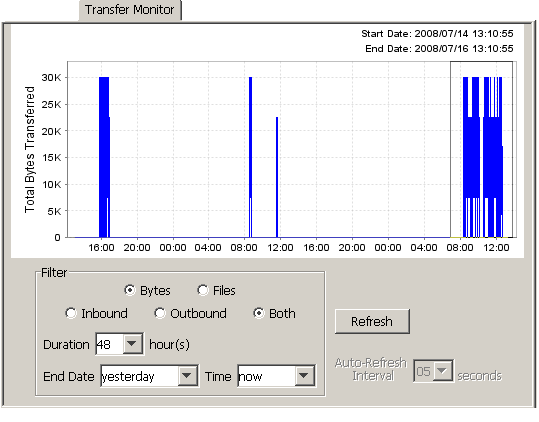 Transfer Monitor
Start Date: 2008/07/14 13:10:55
End Date: 2008/07/16 13:10:55
Total Bytes Transferred
30K
25K
20K
15K
10K
5K
0
16:00 20:00 00:00 04:00 08:00 12:00 16:00 20:00 00:00 04:00 08:00 12:00
Filter
Bytes Files
Inbound Outbound Both
Duration 48 hour(s)
End Date yesterday Time now
Refresh
Auto-Refresh
Interval 05 seconds